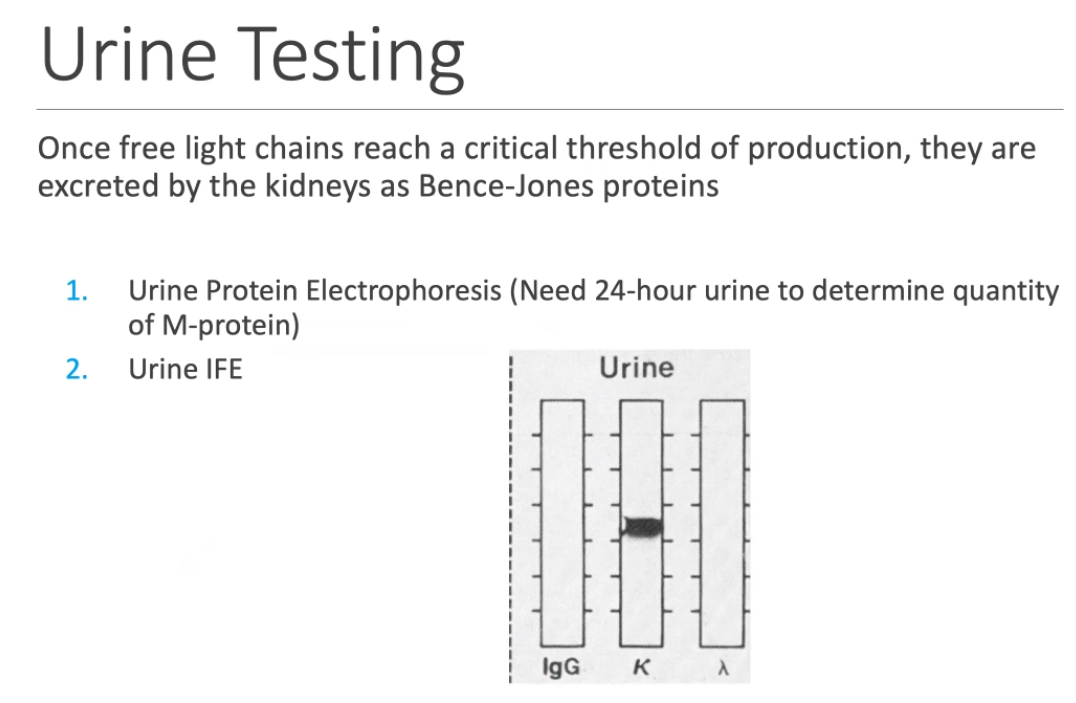 Urine Testing
Once free light chains reach a critical threshold of production, they are
excreted by the kidneys as Bence-Jones proteins
1. Urine Protein Electrophoresis (Need 24-hour urine to determine quantity
of M-protein)
2. Urine IFE
Urine
IgG K λ